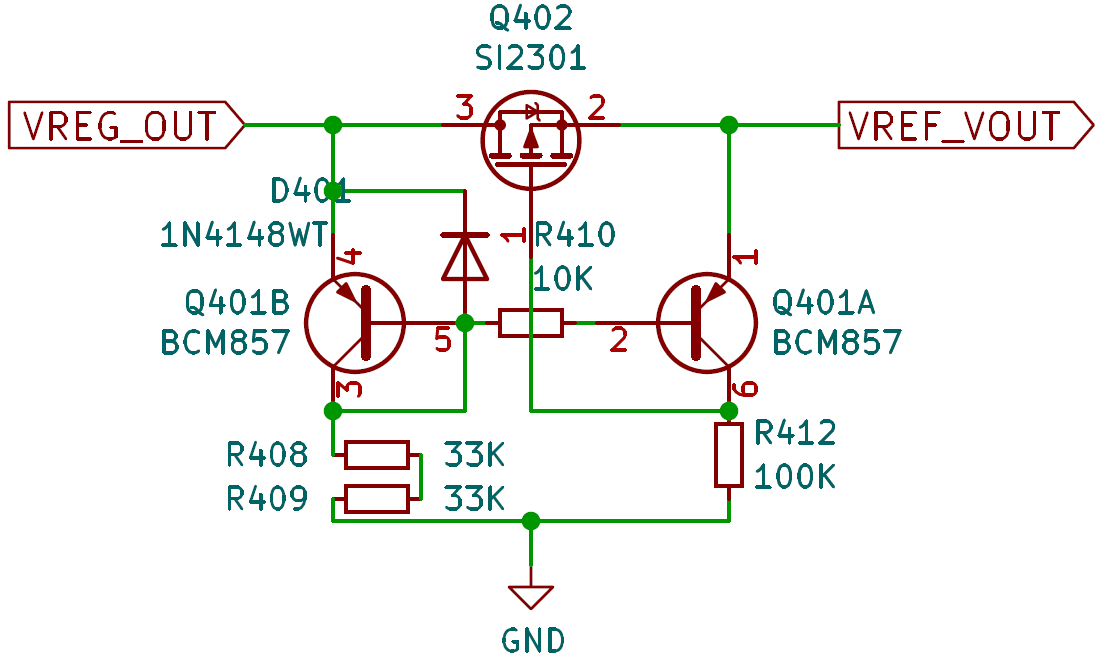 Q402
SI2301
3
2
VREG_OUT
VREF_VOUT
D401
1N4148WT
1
R410
10K
4
1
Q401B
BCM857
Q401A
BCM857
5
2
3
6
R408
33K
R412
R409
33K
100K
GND